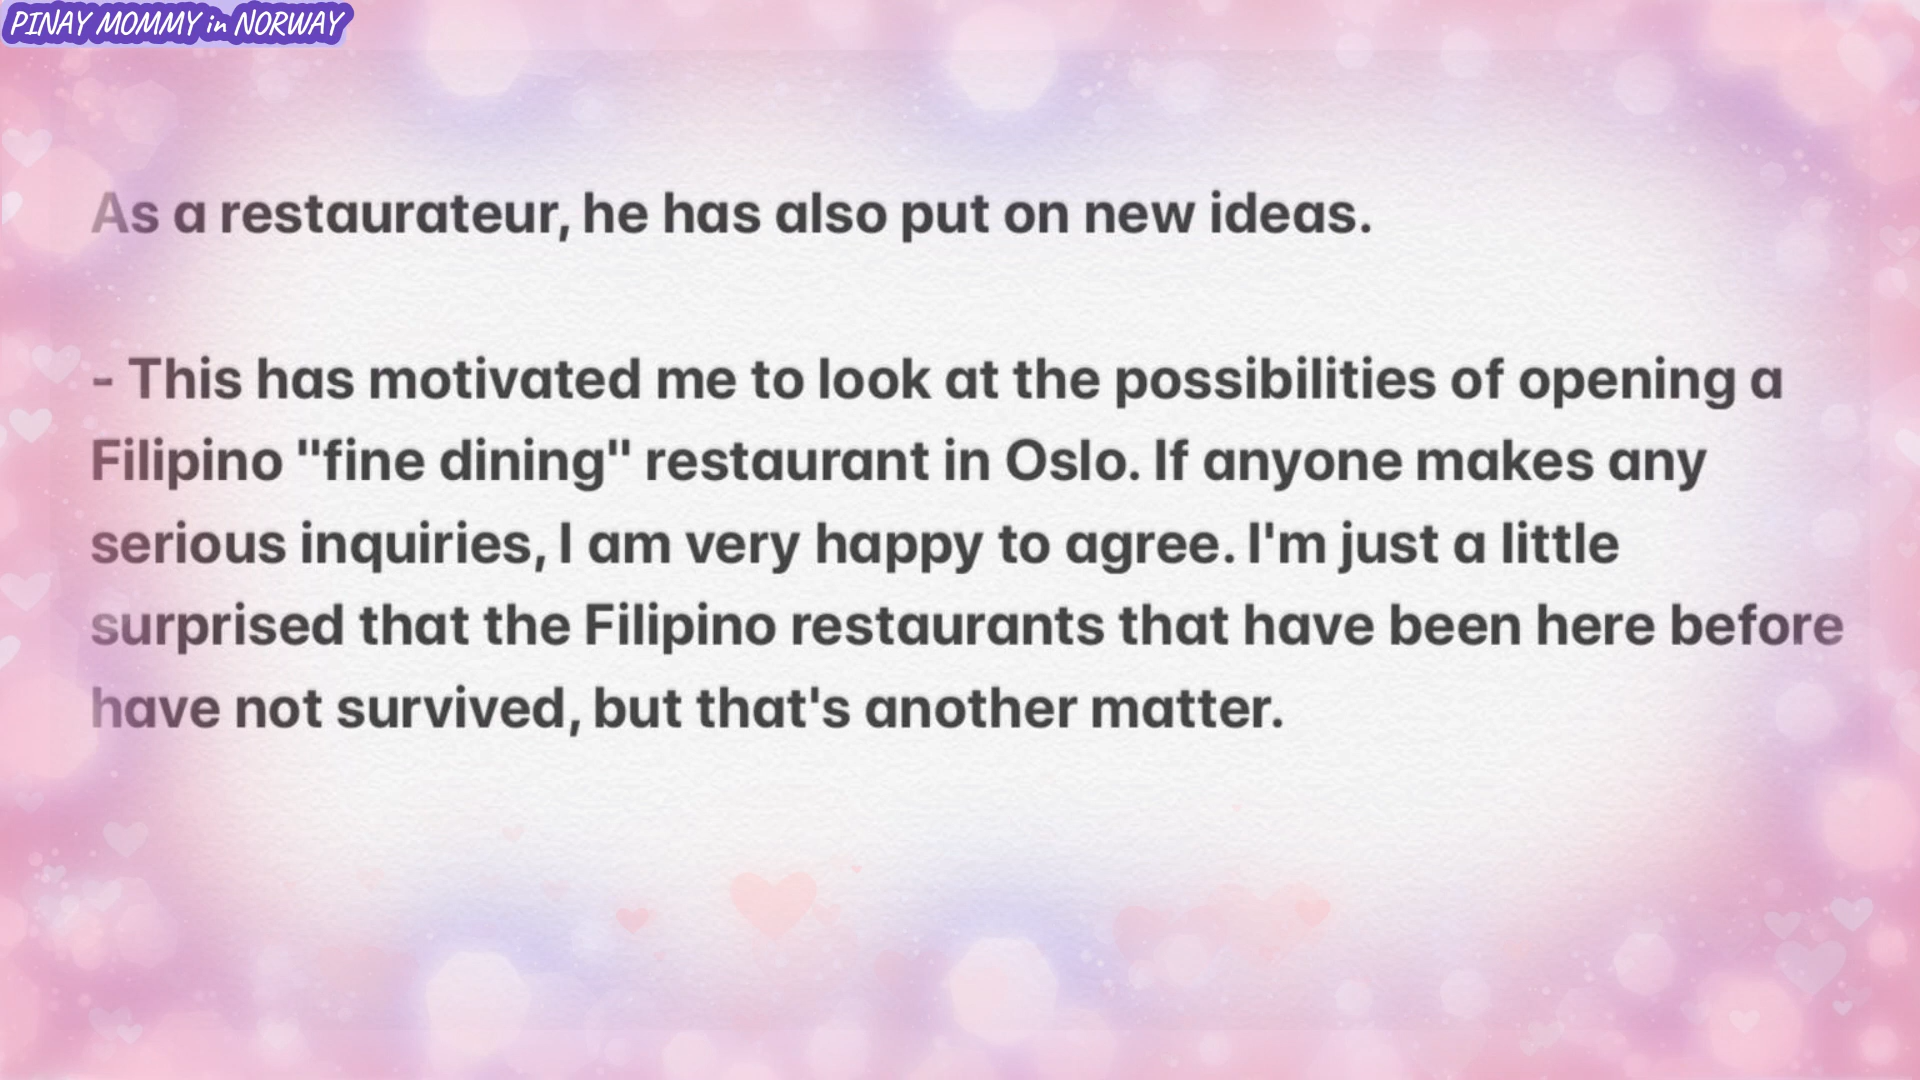 PINAY MOMMY in NORWAY
As a restaurateur, he has also put on new ideas.
- This has motivated me to look at the possibilities of opening a
Filipino "fine dining" restaurant in Oslo. If anyone makes any
serious inquiries, I am very happy to agree. I'm just a little
surprised that the Filipino restaurants that have been here before
have not survived, but that's another matter.